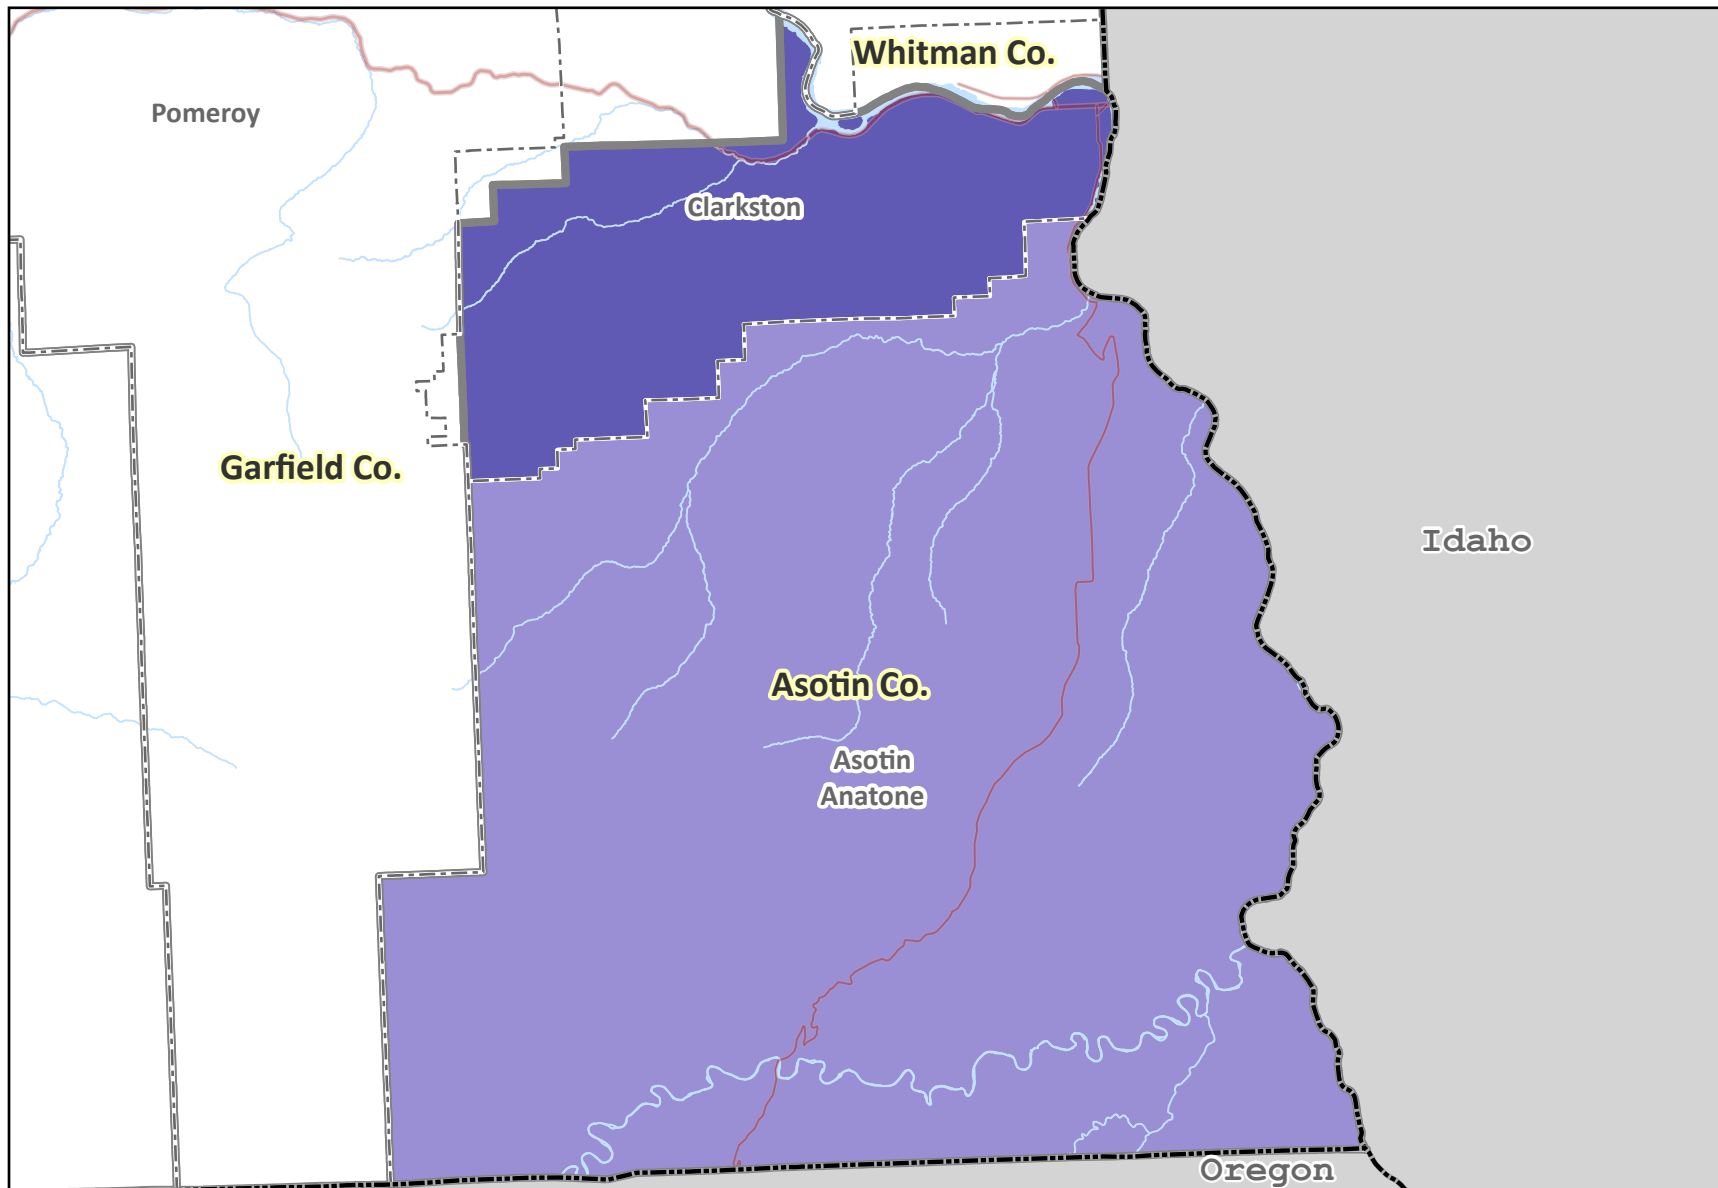 Whitman Co.
Pomeroy
Clarkston
Garfield Co.
Idaho
Asotin Co.
Asotin
Anatone
Oregon